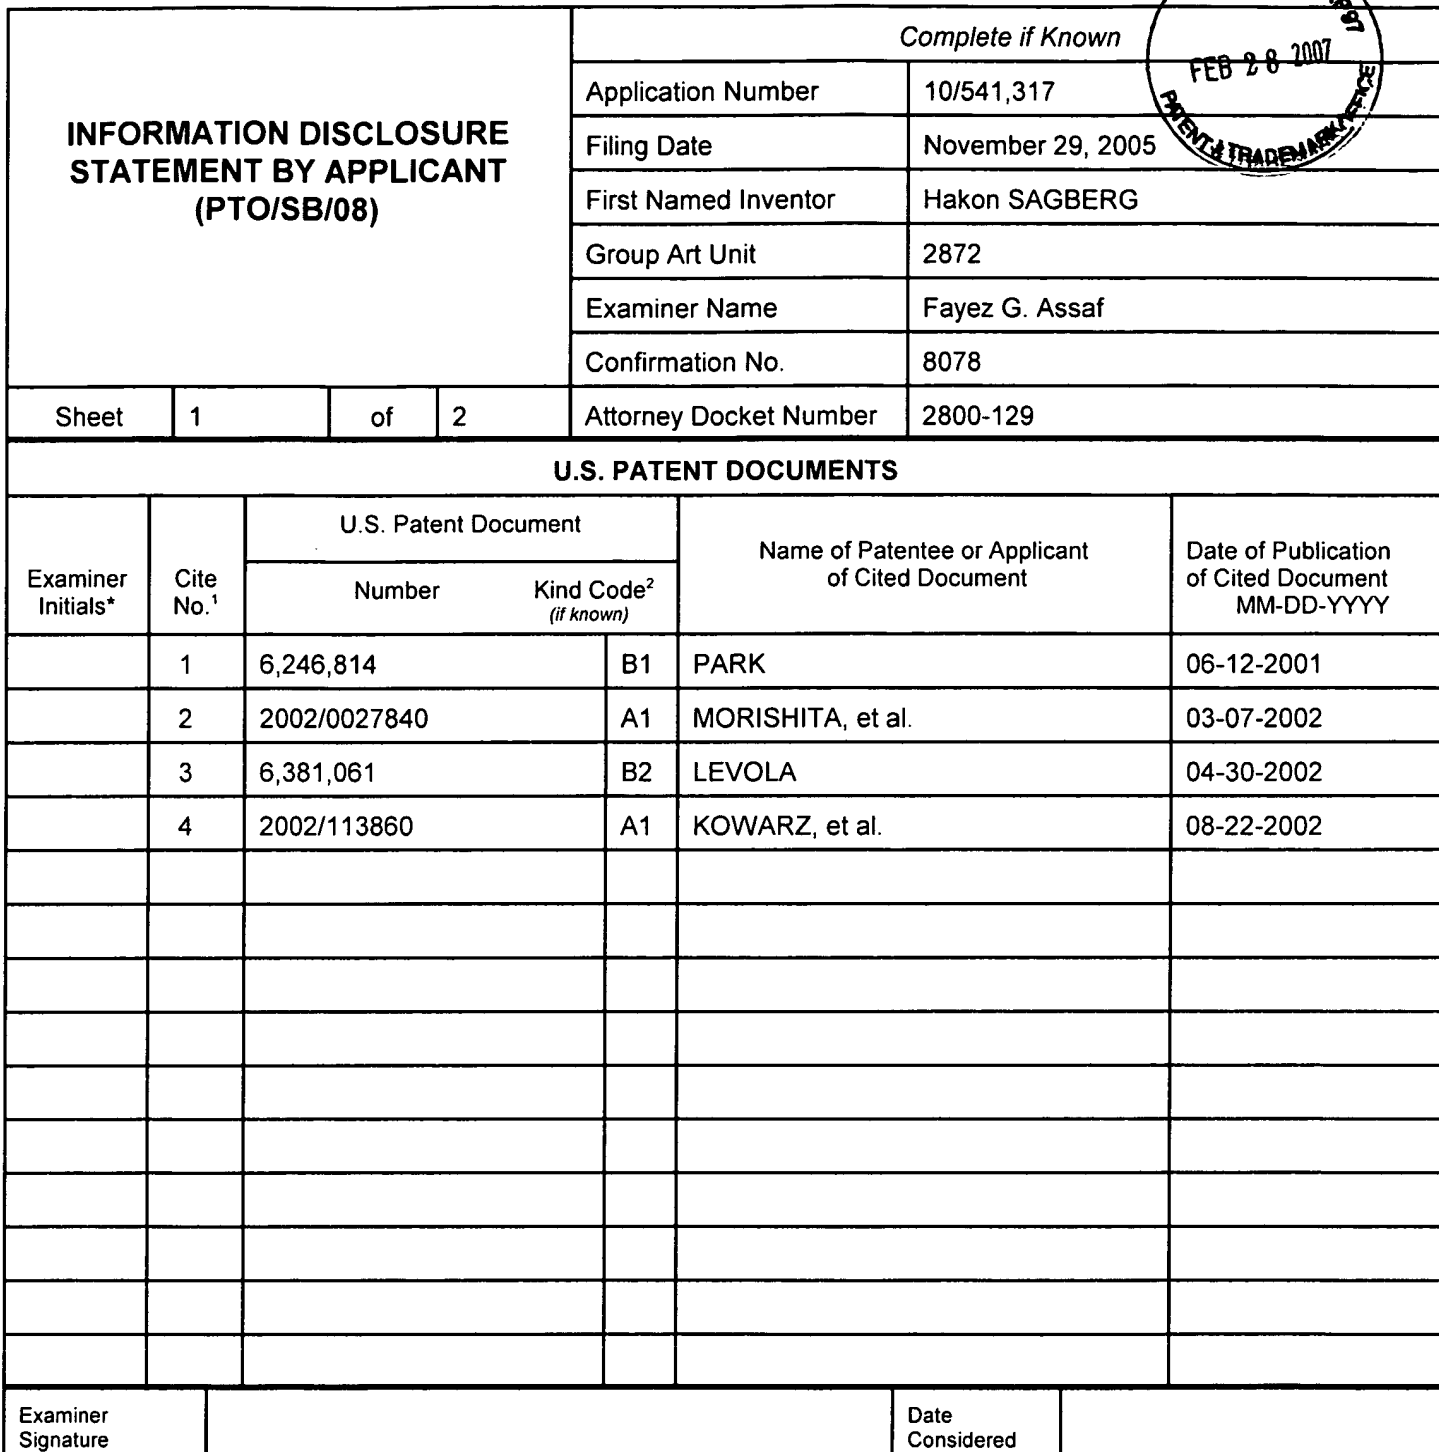 Complete if Known
FEB 28 2007
PATENT & TRADEMARK OFFICE
INFORMATION DISCLOSURE
STATEMENT BY APPLICANT
(PTO/SB/08)
Application Number 10/541,317
Filing Date November 29, 2005
First Named Inventor Hakon SAGBERG
Group Art Unit 2872
Examiner Name Fayez G. Assaf
Confirmation No. 8078
Sheet 1 of 2 Attorney Docket Number 2800-129
U.S. PATENT DOCUMENTS
Examiner
Initials*
Cite
No.¹
U.S. Patent Document
Number
Kind Code²
(if known)
Name of Patentee or Applicant
of Cited Document
Date of Publication
of Cited Document
MM-DD-YYYY
1 6,246,814 B1 PARK 06-12-2001
2 2002/0027840 A1 MORISHITA, et al. 03-07-2002
3 6,381,061 B2 LEVOLA 04-30-2002
4 2002/113860 A1 KOWARZ, et al. 08-22-2002
Examiner
Signature
Date
Considered